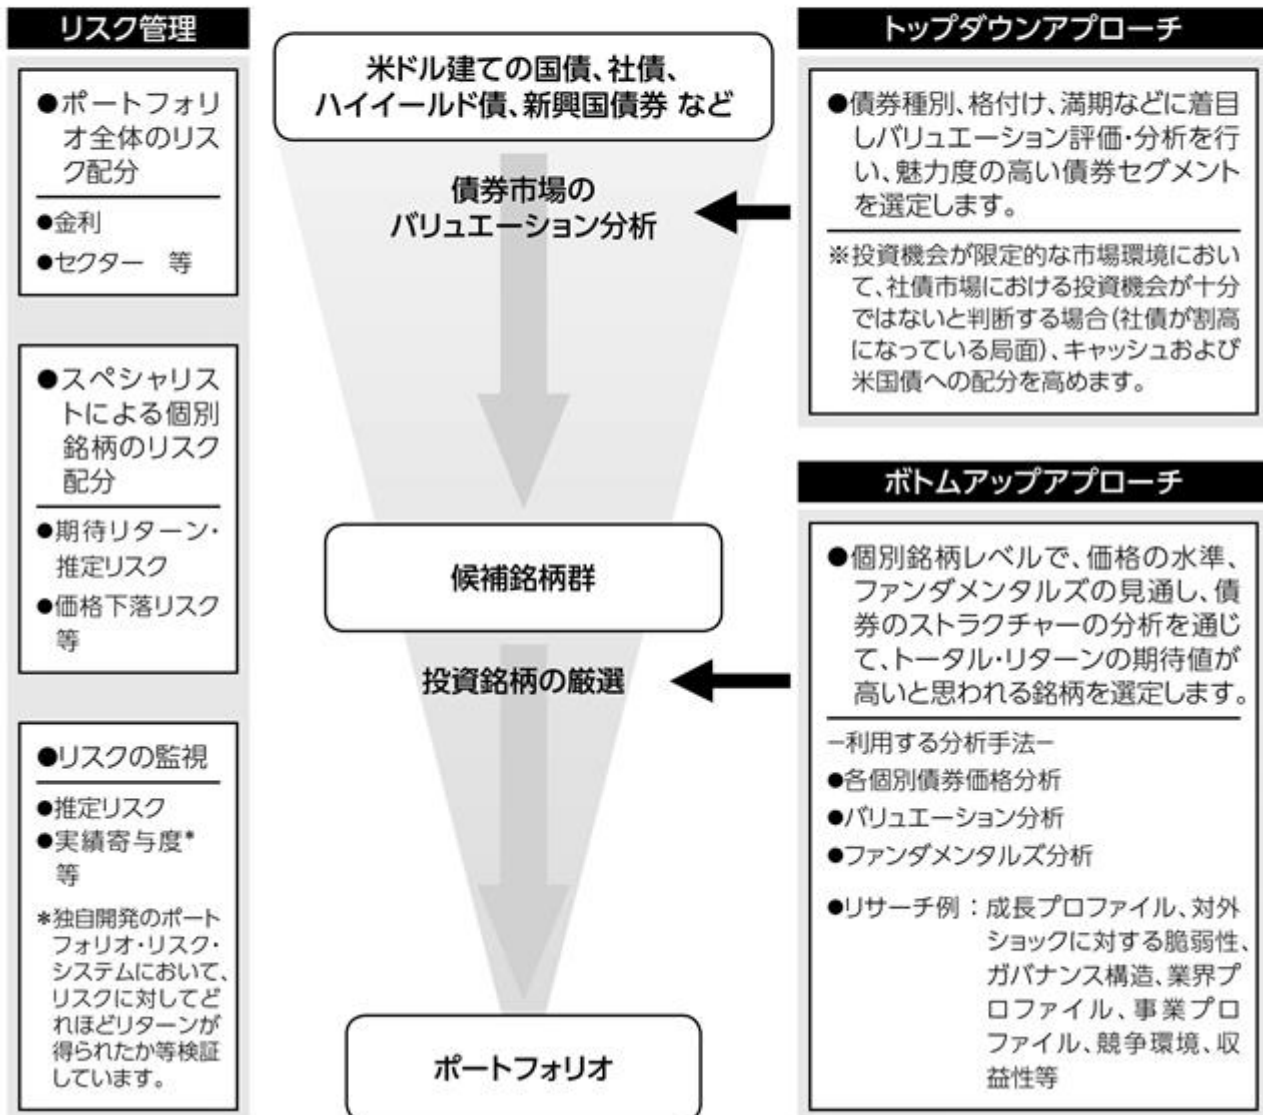 リスク管理
●ポートフォリ
オ全体のリス
ク配分
●金利
●セクター 等
●スペシャリス
トによる個別
銘柄のリスク
配分
●期待リターン・
推定リスク
●価格下落リスク
等
●リスクの監視
●推定リスク
●実績寄与度*
等
*独自開発のポート
フォリオ・リスク・
システムにおいて、
リスクに対してど
れほどリターンが
得られたか等検証
しています。
米ドル建ての国債、社債、
ハイイールド債、新興国債券 など
債券市場の
バリュエーション分析
候補銘柄群
投資銘柄の厳選
ポートフォリオ
トップダウンアプローチ
●債券種別、格付け、満期などに着目
しバリュエーション評価・分析を行
い、魅力度の高い債券セグメント
を選定します。
※投資機会が限定的な市場環境におい
て、社債市場における投資機会が十分
ではないと判断する場合(社債が割高
になっている局面)、キャッシュおよび
米国債への配分を高めます。
ボトムアップアプローチ
●個別銘柄レベルで、価格の水準、
ファンダメンタルズの見通し、債
券のストラクチャーの分析を通じ
て、トータル・リターンの期待値が
高いと思われる銘柄を選定します。
−利用する分析手法−
●各個別債券価格分析
●バリュエーション分析
●ファンダメンタルズ分析
●リサーチ例：成長プロファイル、対外
ショックに対する脆弱性、
ガバナンス構造、業界プ
ロファイル、事業プロ
ファイル、競争環境、収
益性等